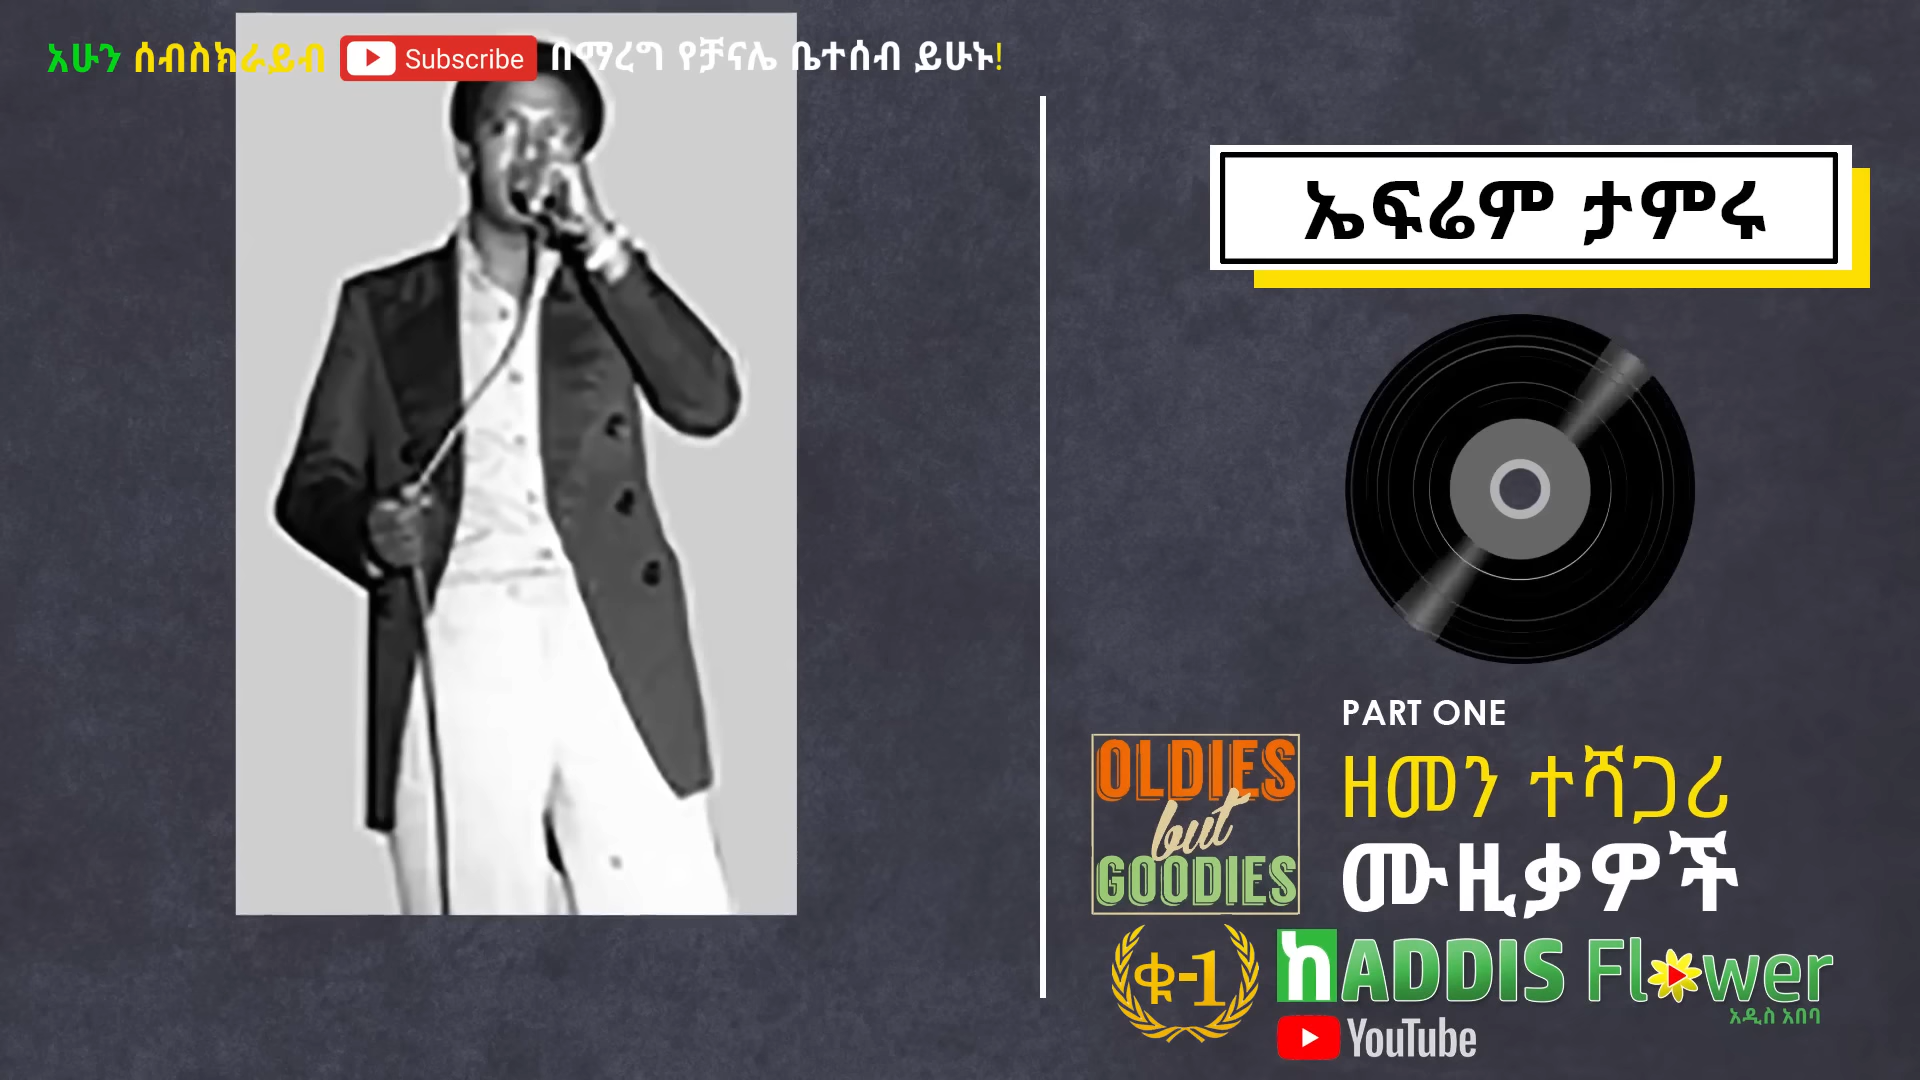 አሁን ሰብስክራይብ Subscribe በማረግ የቻናሌ ቤተሰብ ይሁኑ!
ኤፍሬም ታምሩ
PART ONE
OLDIES
but
GOODIES
ዘመን ተሻጋሪ
ሙዚቃዎች
ቁ-1
ከADDIS Flower
አዲስ አበባ
YouTube